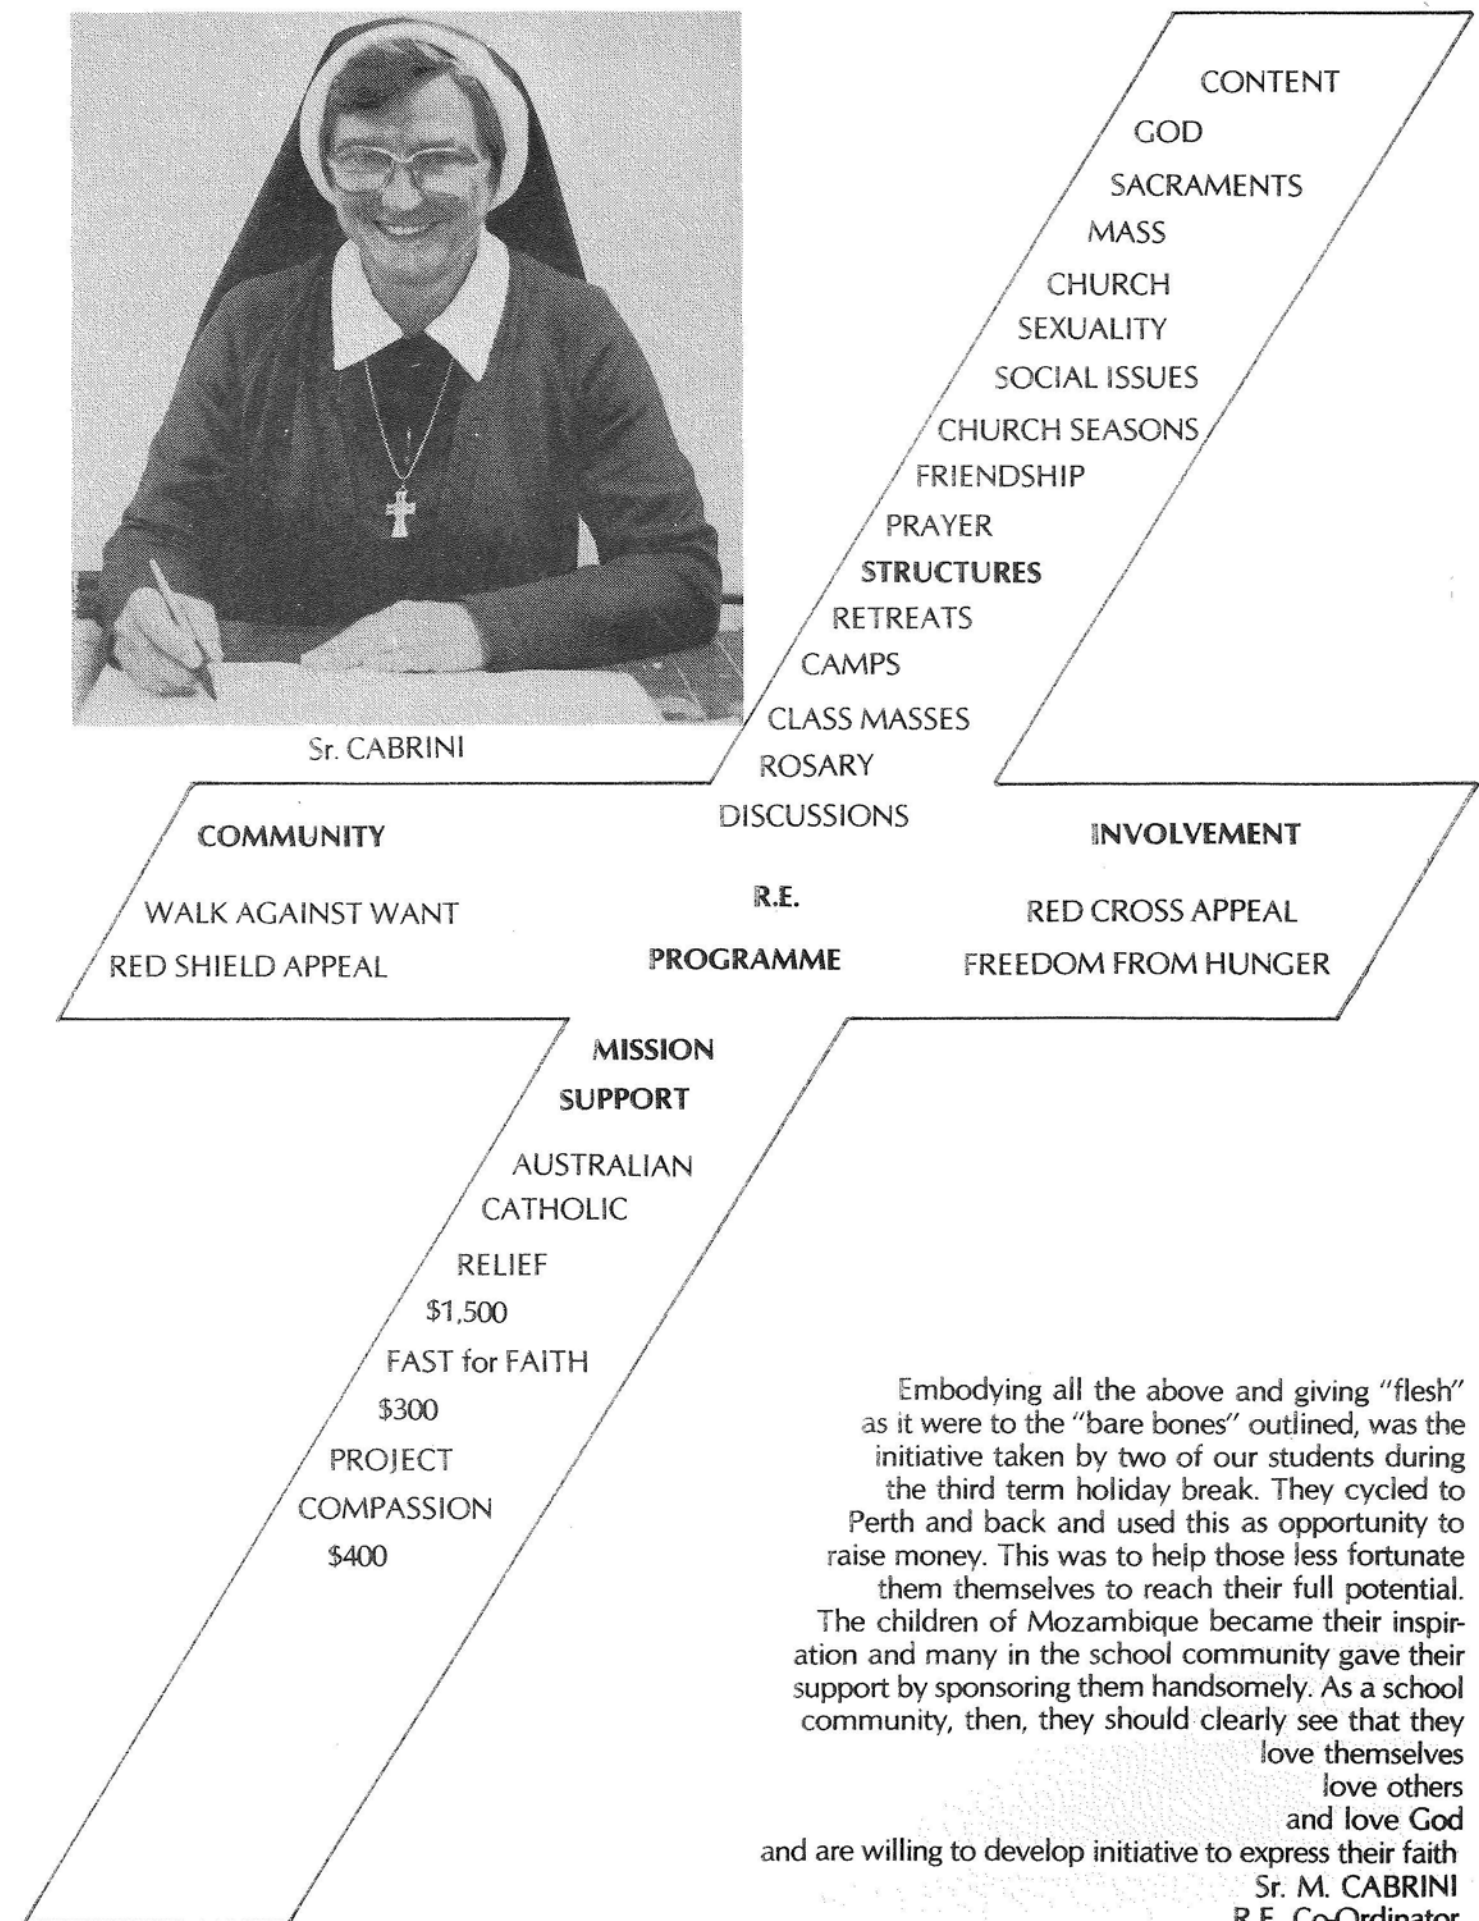 Sr. CABRINI
CONTENT
GOD
SACRAMENTS
MASS
CHURCH
SEXUALITY
SOCIAL ISSUES
CHURCH SEASONS
FRIENDSHIP
PRAYER
STRUCTURES
RETREATS
CAMPS
CLASS MASSES
ROSARY
DISCUSSIONS
COMMUNITY
WALK AGAINST WANT
RED SHIELD APPEAL
R.E.
PROGRAMME
INVOLVEMENT
RED CROSS APPEAL
FREEDOM FROM HUNGER
MISSION
SUPPORT
AUSTRALIAN
CATHOLIC
RELIEF
$1,500
FAST for FAITH
$300
PROJECT
COMPASSION
$400
Embodying all the above and giving "flesh"
as it were to the "bare bones" outlined, was the
initiative taken by two of our students during
the third term holiday break. They cycled to
Perth and back and used this as opportunity to
raise money. This was to help those less fortunate
them themselves to reach their full potential.
The children of Mozambique became their inspir-
ation and many in the school community gave their
support by sponsoring them handsomely. As a school
community, then, they should clearly see that they
love themselves
love others
and love God
and are willing to develop initiative to express their faith
Sr. M. CABRINI
R.E. Co-Ordinator